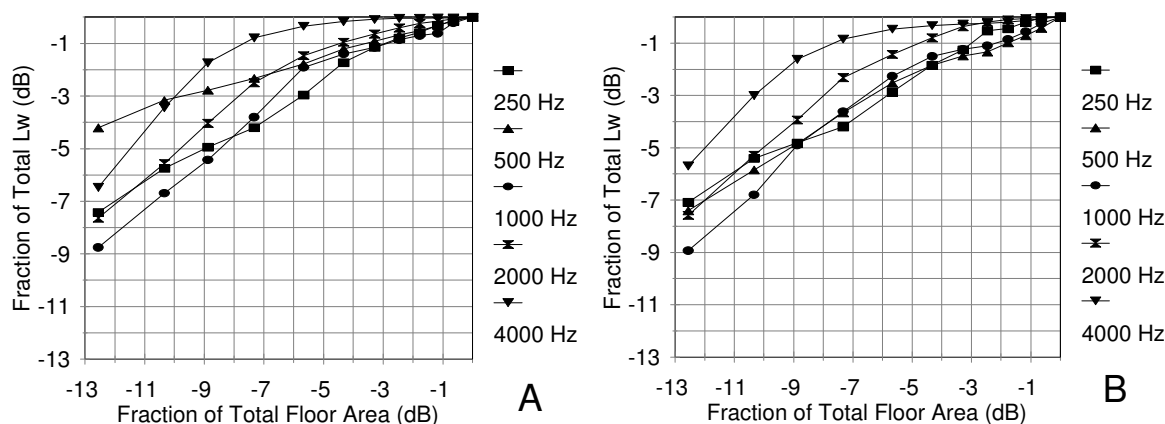 Fraction of Total Lw (dB)
-1
-3
-5
-7
-9
-11
-13
-13 -11 -9 -7 -5 -3 -1
Fraction of Total Floor Area (dB)
250 Hz
500 Hz
1000 Hz
2000 Hz
4000 Hz
A
Fraction of Total Lw (dB)
-1
-3
-5
-7
-9
-11
-13
-13 -11 -9 -7 -5 -3 -1
Fraction of Total Floor Area (dB)
250 Hz
500 Hz
1000 Hz
2000 Hz
4000 Hz
B